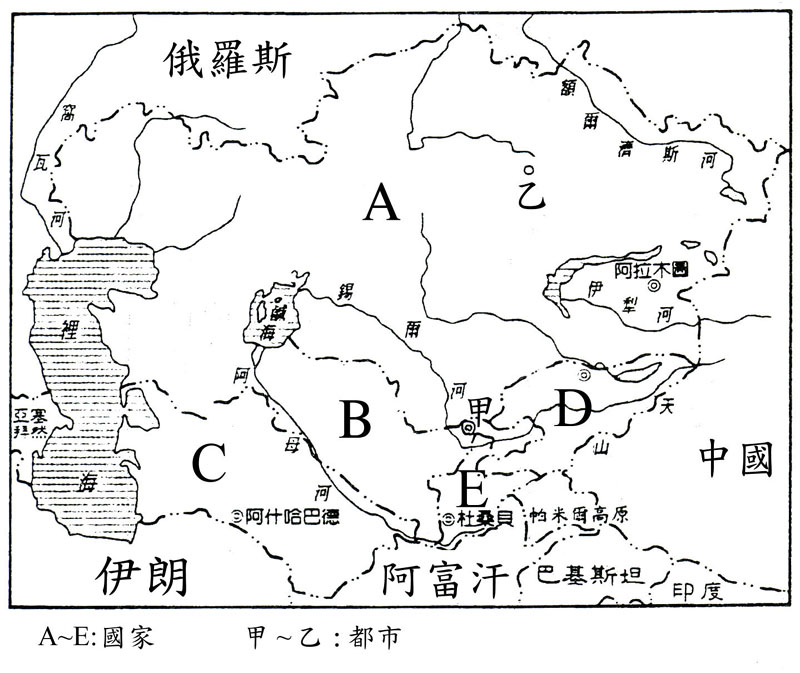 俄羅斯
窩瓦河
額爾濟斯河
A
乙
阿拉木圖
伊犁河
鹹海
錫爾河
裡海
阿母河
B
甲
D
天山
亞塞拜然
C
E
中國
阿什哈巴德
杜桑貝
帕米爾高原
伊朗
阿富汗
巴基斯坦
印度
A~E:國家 甲~乙:都市